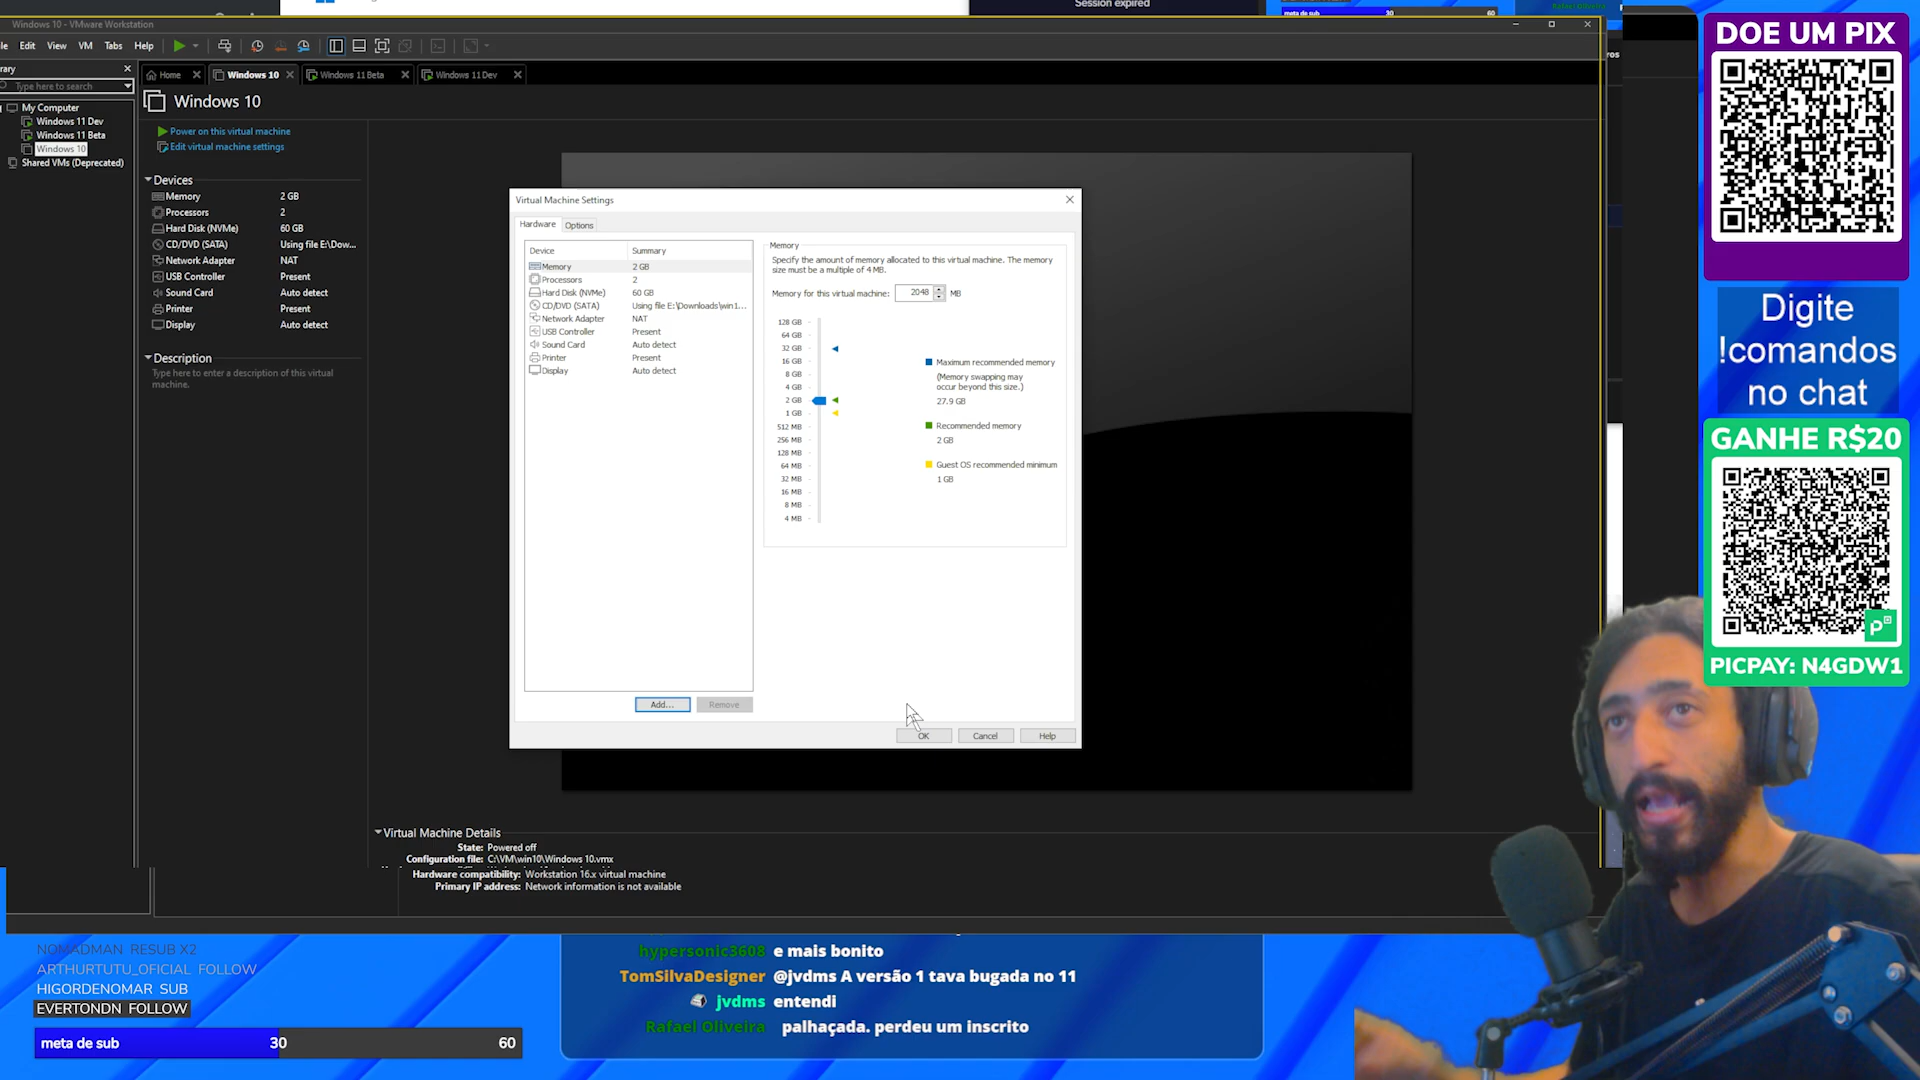 Session expired
meta de sub 30 60
Windows 10 - VMware Workstation
Edit View VM Tabs Help
Home
Windows 10
Windows 11 Beta
Windows 11 Dev
Type here to search
My Computer
Windows 11 Dev
Windows 11 Beta
Windows 10
Shared VMs (Deprecated)
Windows 10
Power on this virtual machine
Edit virtual machine settings
Devices
Memory 2 GB
Processors 2
Hard Disk (NVMe) 60 GB
CD/DVD (SATA) Using file E:\Dow...
Network Adapter NAT
USB Controller Present
Sound Card Auto detect
Printer Present
Display Auto detect
Description
Type here to enter a description of this virtual
machine.
Virtual Machine Settings
Hardware Options
Device Summary
Memory 2 GB
Processors 2
Hard Disk (NVMe) 60 GB
CD/DVD (SATA) Using file E:\Downloads\win1...
Network Adapter NAT
USB Controller Present
Sound Card Auto detect
Printer Present
Display Auto detect
Add... Remove
Memory
Specify the amount of memory allocated to this virtual machine. The memory
size must be a multiple of 4 MB.
Memory for this virtual machine: 2048 MB
128 GB
64 GB
32 GB
16 GB
8 GB
4 GB
2 GB
1 GB
512 MB
256 MB
128 MB
64 MB
32 MB
16 MB
8 MB
4 MB
Maximum recommended memory
(Memory swapping may
occur beyond this size.)
27.9 GB
Recommended memory
2 GB
Guest OS recommended minimum
1 GB
OK Cancel Help
Virtual Machine Details
State: Powered off
Configuration file: C:\VM\win10\Windows 10.vmx
Hardware compatibility: Workstation 16.x virtual machine
Primary IP address: Network information is not available
DOE UM PIX
Digite
!comandos
no chat
GANHE R$20
PICPAY: N4GDW1
NOMADMAN RESUB X2
ARTHURTUTU_OFICIAL FOLLOW
HIGORDENOMAR SUB
EVERTONDN FOLLOW
meta de sub 30 60
hypersonic3608 e mais bonito
TomSilvaDesigner @jvdms A versão 1 tava bugada no 11
jvdms entendi
Rafael Oliveira palhaçada. perdeu um inscrito